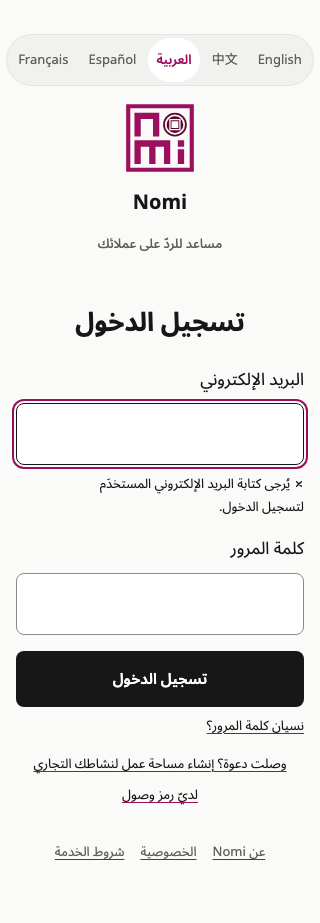 English 中文 العربية Español Français
nomi
Nomi
مساعد للردّ على عملائك
تسجيل الدخول
البريد الإلكتروني
× يُرجى كتابة البريد الإلكتروني المستخدَم
لتسجيل الدخول.
كلمة المرور
تسجيل الدخول
نسيان كلمة المرور؟
وصلت دعوة؟ إنشاء مساحة عمل لنشاطك التجاري
لديّ رمز وصول
عن Nomi الخصوصية شروط الخدمة